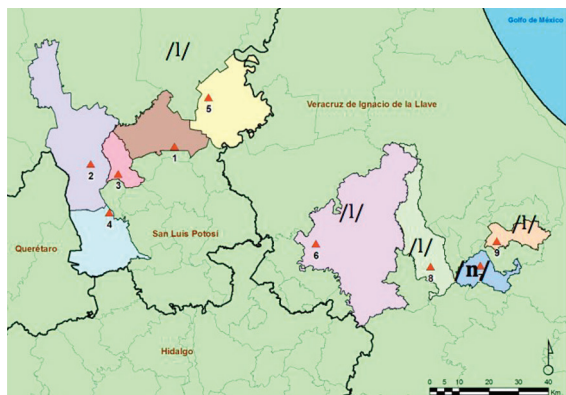 Golfo de México
/l/
5
Veracruz de Ignacio de la Llave
1
2
3
4
San Luis Potosí
Querétaro
/l/
6
/l/
8
/l/
9
/n/
Hidalgo
0
5
10
20
30
40
Km